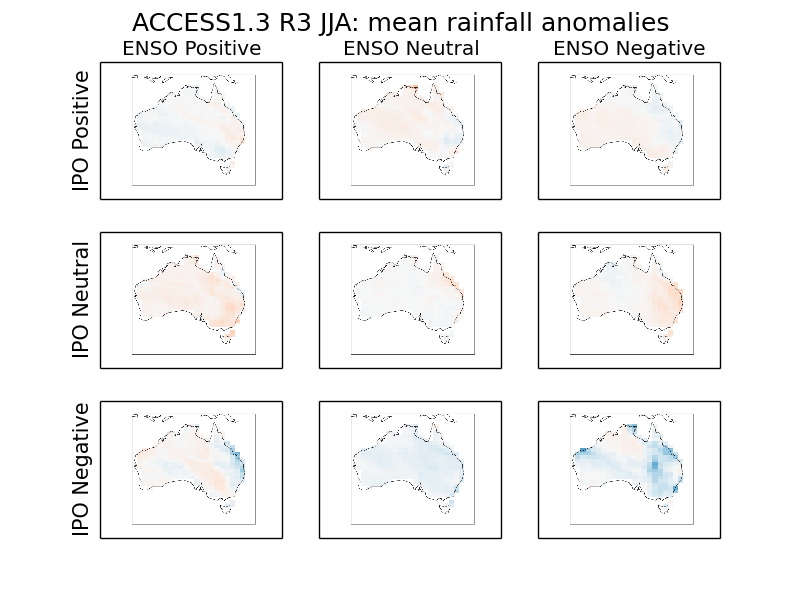 ACCESS1.3 R3 JJA: mean rainfall anomalies
ENSO Positive
ENSO Neutral
ENSO Negative
IPO Positive
IPO Neutral
IPO Negative